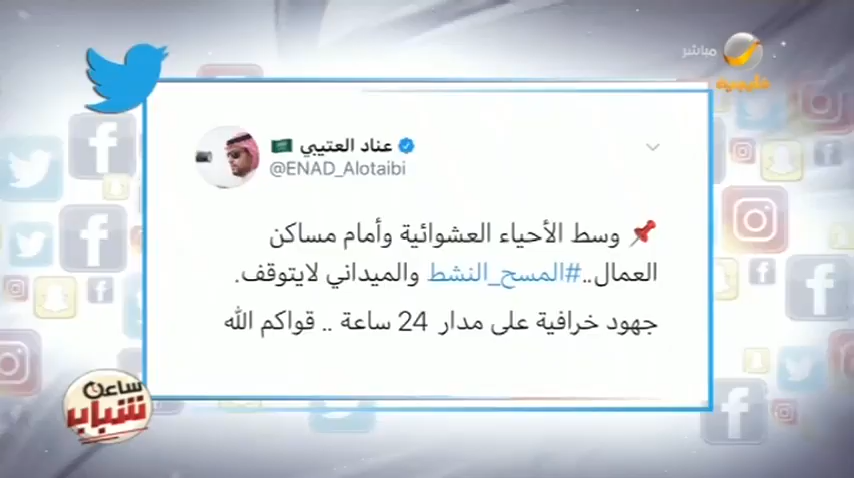 مباشر
خليجية
عناد العتيبي
@ENAD_Alotaibi
وسط الأحياء العشوائية وأمام مساكن
العمال..#المسح_النشط والميداني لايتوقف.
جهود خرافية على مدار 24 ساعة .. قواكم الله
ساعة
شباب